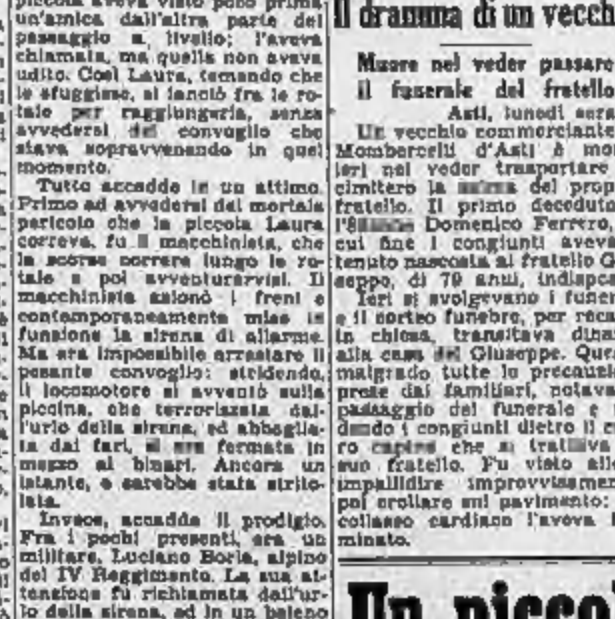 piccola aveva visto poco prima
un'amica dall'altra parte del
passaggio a livello; l'aveva
chiamata, ma quella non aveva
udito. Così Laura, temendo che
le sfuggisse, si lanciò fra le ro-
taie per raggiungerla, senza
avvedersi del convoglio che
stava sopravvenendo in quel
momento.
Tutto accadde in un attimo.
Primo ad avvedersi del mortale
pericolo che la piccola Laura
correva, fu il macchinista, che
la scorse correre lungo le ro-
taie e poi avventurarvisi. Il
macchinista azionò i freni e
contemporaneamente mise in
funzione la sirena di allarme.
Ma era impossibile arrestare il
pesante convoglio: stridendo,
il locomotore si avventò sulla
piccina, che terrorizzata dal-
l'urlo della sirena, ed abbaglia-
ta dai fari, si era fermata in
mezzo ai binari. Ancora un
istante, e sarebbe stata strito-
lata.
Invece, accadde il prodigio.
Fra i pochi presenti, era un
militare, Luciano Boria, alpino
del IV Reggimento. La sua at-
tenzione fu richiamata dall'ur-
lo della sirena, ed in un baleno
Il dramma di un vecch
Muore nel veder passare
il funerale del fratello
Asti, lunedì sera
Un vecchio commerciante
Mombercelli d'Asti è mor
ieri nel veder trasportare
cimitero la salma del prop
fratello. Il primo deceduto
Domenico Ferrero,
cui fine i congiunti aveva
tenuto nascosta al fratello G
seppe, di 79 anni, indispos
Ieri si svolgevano i funer
e il corteo funebre, per reca
in chiesa, transitava dina
alla casa del Giuseppe. Que
malgrado tutte le precauzi
prese dai familiari, notava
passaggio del funerale e
dendo i congiunti dietro il c
ro capiva che si trattava
suo fratello. Fu visto allo
impallidire improvvisamen
poi crollare sul pavimento:
collasso cardiaco l'aveva f
minato.
Un picco